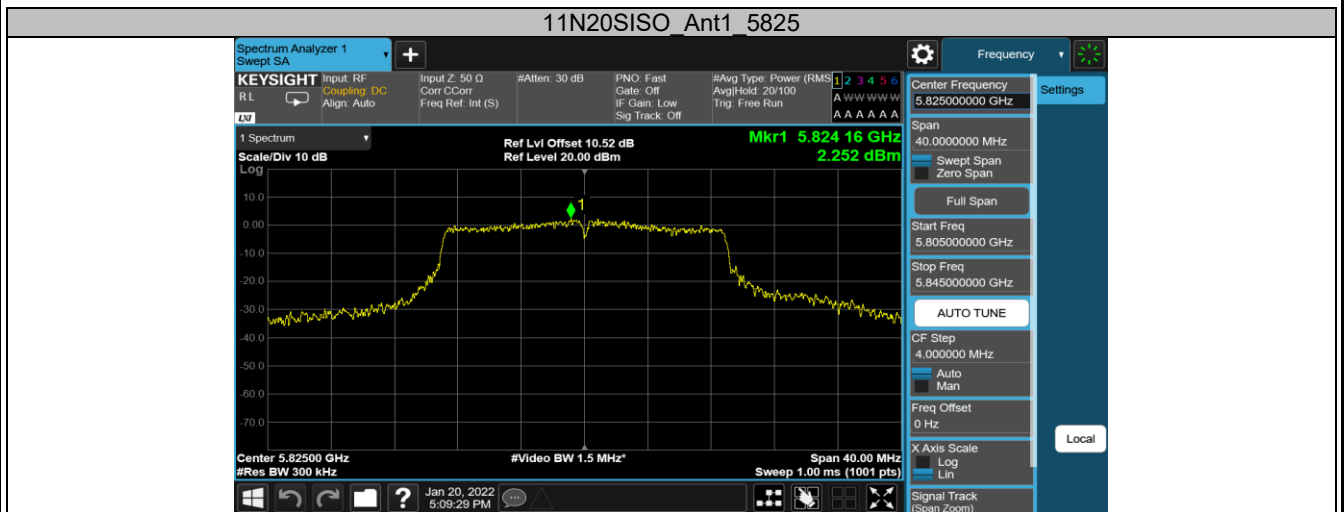 11N20SISO_Ant1_5825
Spectrum Analyzer 1
Swept SA
Frequency
KEYSIGHT
RL
LXI
Input: RF
Coupling: DC
Align: Auto
Input Z: 50 Ω
Corr CCorr
Freq Ref: Int (S)
#Atten: 30 dB
PNO: Fast
Gate: Off
IF Gain: Low
Sig Track: Off
#Avg Type: Power (RMS
Avg|Hold: 20/100
Trig: Free Run
1 2 3 4 5 6
A W W W W W
A A A A A A
1 Spectrum
Scale/Div 10 dB
Log
Ref Lvl Offset 10.52 dB
Ref Level 20.00 dBm
Mkr1 5.824 16 GHz
2.252 dBm
1
10.0
0.00
-10.0
-20.0
-30.0
-40.0
-50.0
-60.0
-70.0
Center 5.82500 GHz
#Res BW 300 kHz
#Video BW 1.5 MHz*
Span 40.00 MHz
Sweep 1.00 ms (1001 pts)
Jan 20, 2022
5:09:29 PM
Center Frequency
5.825000000 GHz
Settings
Span
40.0000000 MHz
Swept Span
Zero Span
Full Span
Start Freq
5.805000000 GHz
Stop Freq
5.845000000 GHz
AUTO TUNE
CF Step
4.000000 MHz
Auto
Man
Freq Offset
0 Hz
X Axis Scale
Log
Lin
Local
Signal Track
(Span Zoom)